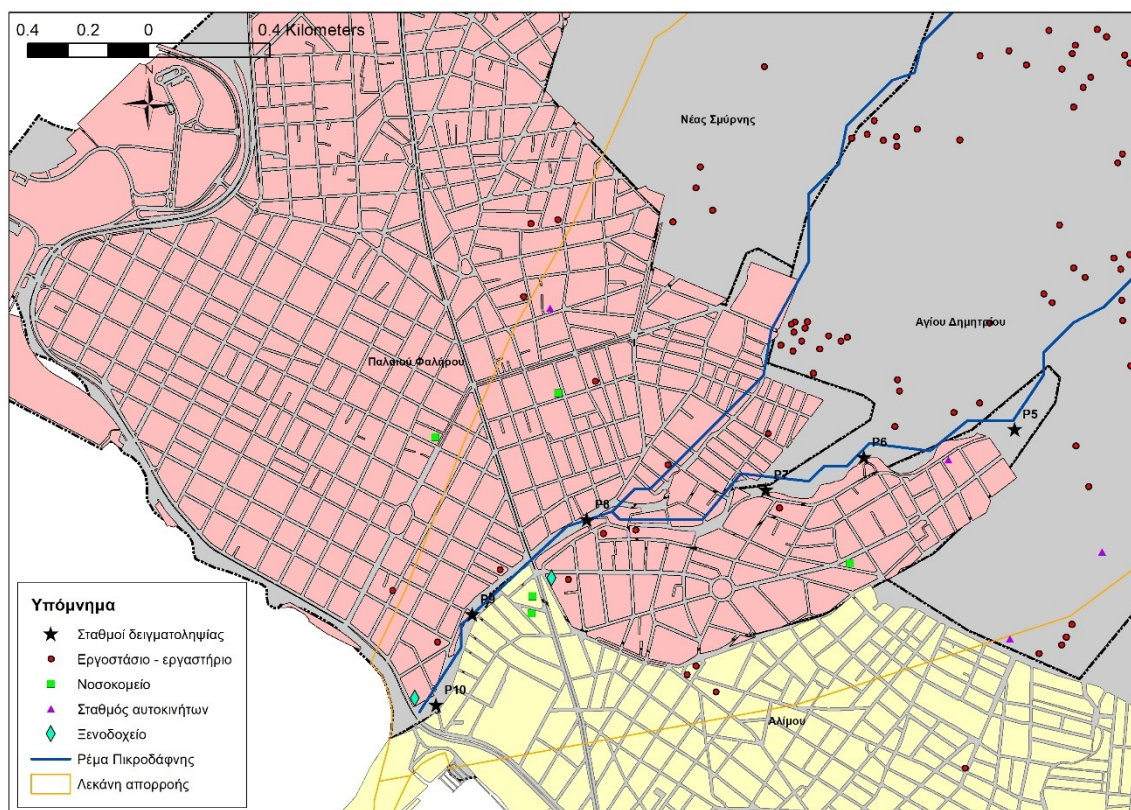 0.4 0.2 0 0.4 Kilometers
N
Νέας Σμύρνης
Αγίου Δημητρίου
Παλαιού Φαλήρου
P5
P6
P7
P8
P9
P10
Αλίμου
Υπόμνημα
Σταθμοί δειγματοληψίας
Εργοστάσιο - εργαστήριο
Νοσοκομείο
Σταθμός αυτοκινήτων
Ξενοδοχείο
Ρέμα Πικροδάφνης
Λεκάνη απορροής